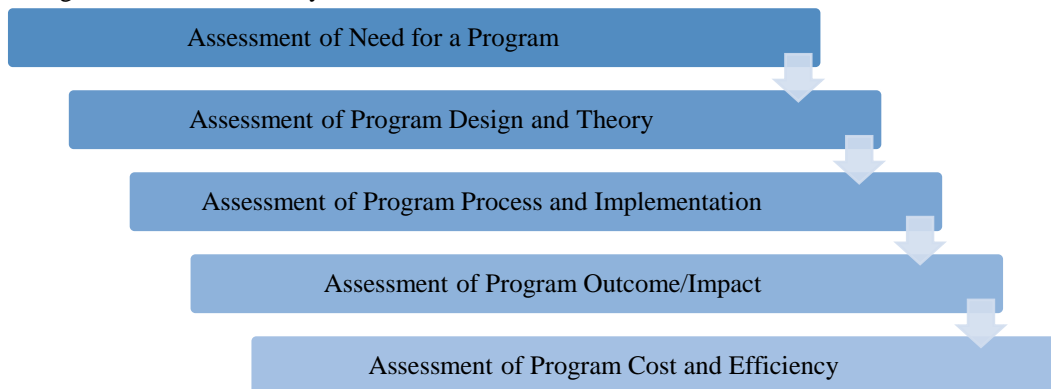 Assessment of Need for a Program
Assessment of Program Design and Theory
Assessment of Program Process and Implementation
Assessment of Program Outcome/Impact
Assessment of Program Cost and Efficiency